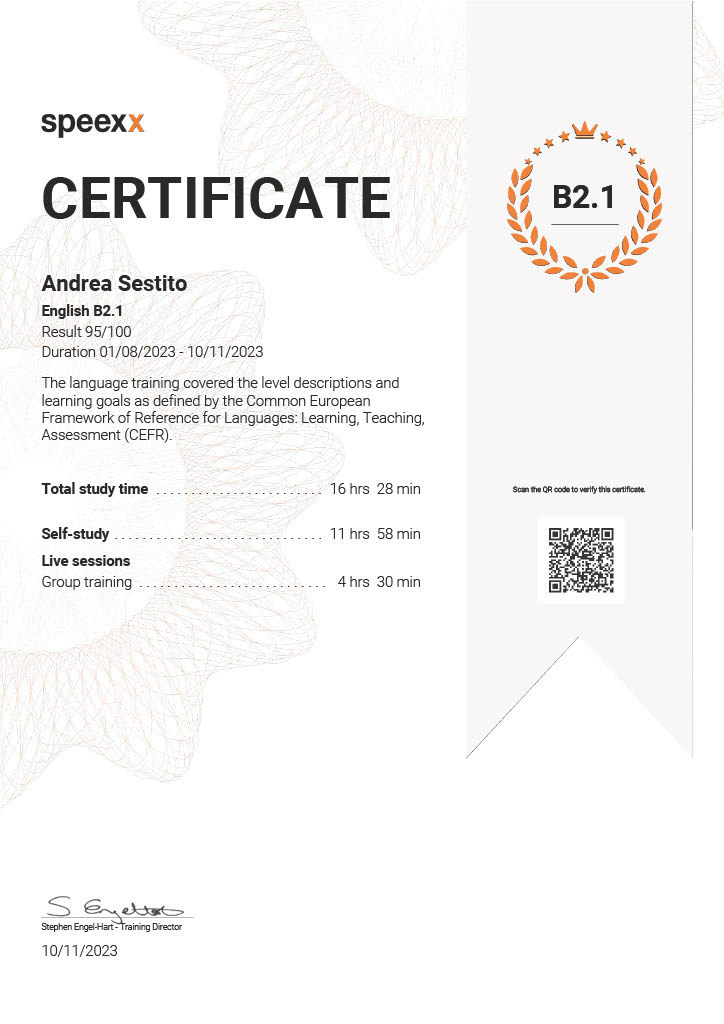 speexx
CERTIFICATE
B2.1
Andrea Sestito
English B2.1
Result 95/100
Duration 01/08/2023 - 10/11/2023
The language training covered the level descriptions and
learning goals as defined by the Common European
Framework of Reference for Languages: Learning, Teaching,
Assessment (CEFR).
Total study time ........................ 16 hrs 28 min
Scan the QR code to verify this certificate.
Self-study .............................. 11 hrs 58 min
Live sessions
Group training ........................... 4 hrs 30 min
S Engel
Stephen Engel-Hart - Training Director
10/11/2023